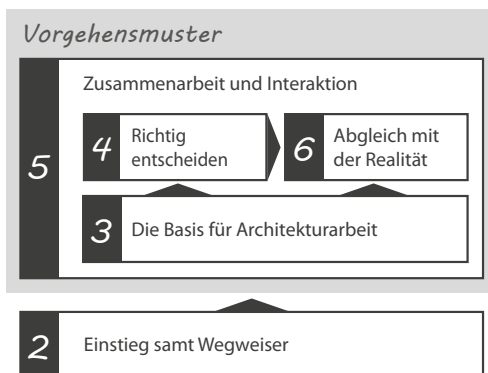 Vorgehensmuster
5
Zusammenarbeit und Interaktion
4
Richtig
entscheiden
6
Abgleich mit
der Realität
3
Die Basis für Architekturarbeit
2
Einstieg samt Wegweiser